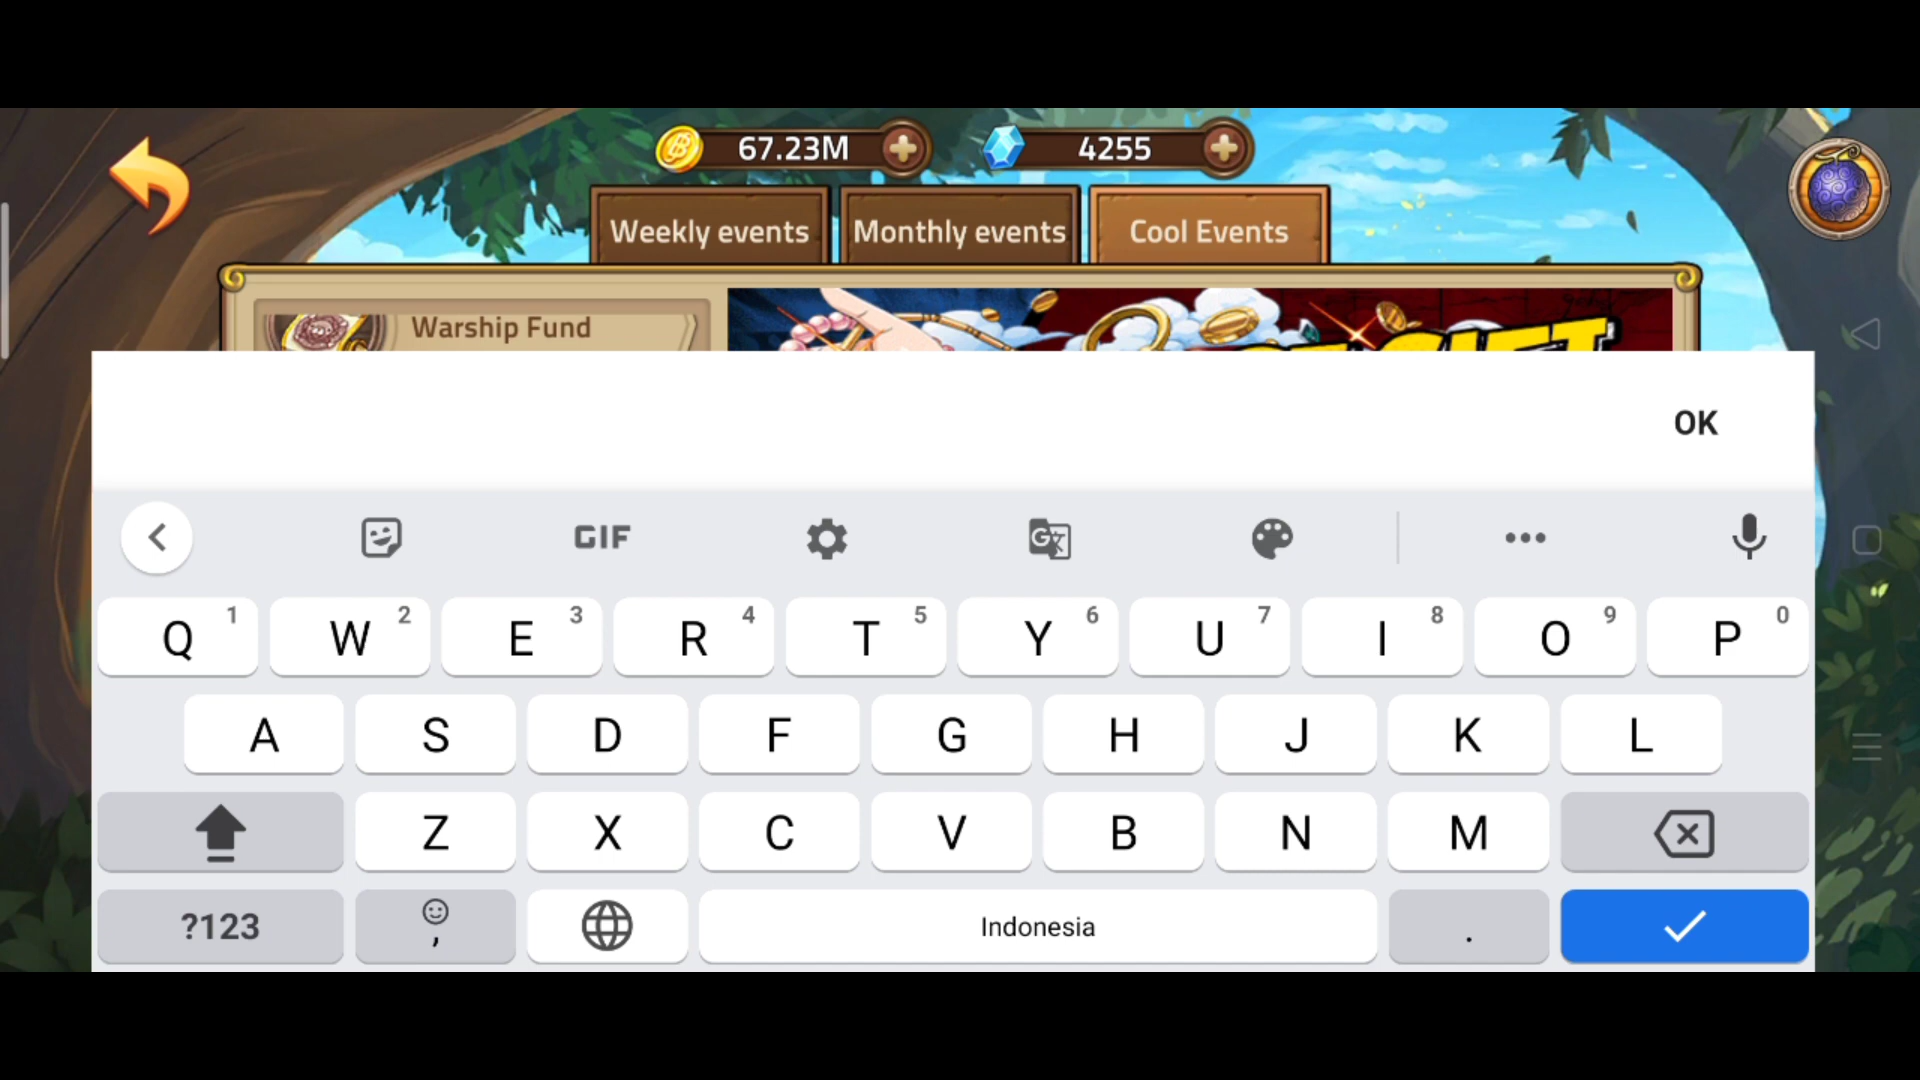 67.23M 4255
Weekly events Monthly events Cool Events
Warship Fund
GIFT
OK
GIF
Q 1 W 2 E 3 R 4 T 5 Y 6 U 7 I 8 O 9 P 0
A S D F G H J K L
Z X C V B N M
?123 , Indonesia .